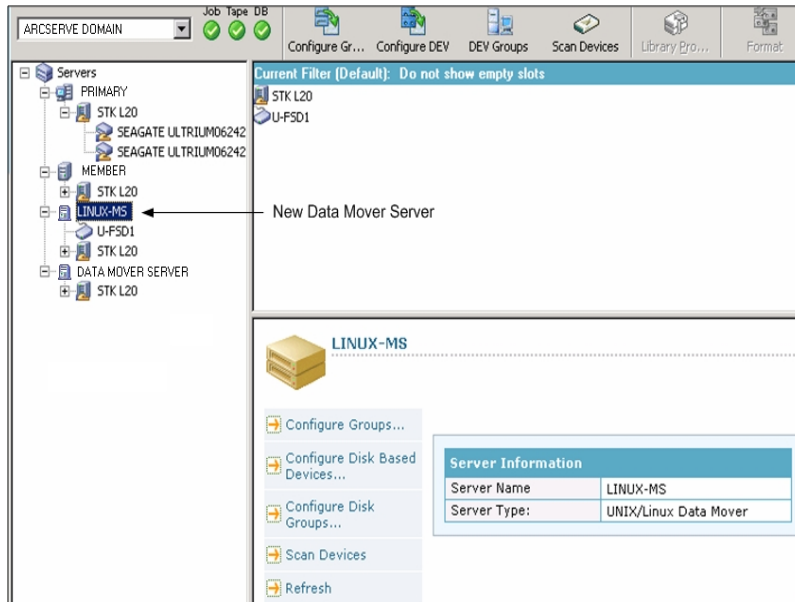 Job Tape DB
ARCSERVE DOMAIN
Configure Gr...
Configure DEV
DEV Groups
Scan Devices
Library Pro...
Format
Servers
PRIMARY
STK L20
SEAGATE ULTRIUM06242
SEAGATE ULTRIUM06242
MEMBER
STK L20
LINUX-MS
U-FSD1
STK L20
DATA MOVER SERVER
STK L20
Current Filter (Default): Do not show empty slots
STK L20
U-FSD1
New Data Mover Server
LINUX-MS
Configure Groups...
Configure Disk Based
Devices...
Configure Disk
Groups...
Scan Devices
Refresh
Server Information
Server Name LINUX-MS
Server Type: UNIX/Linux Data Mover